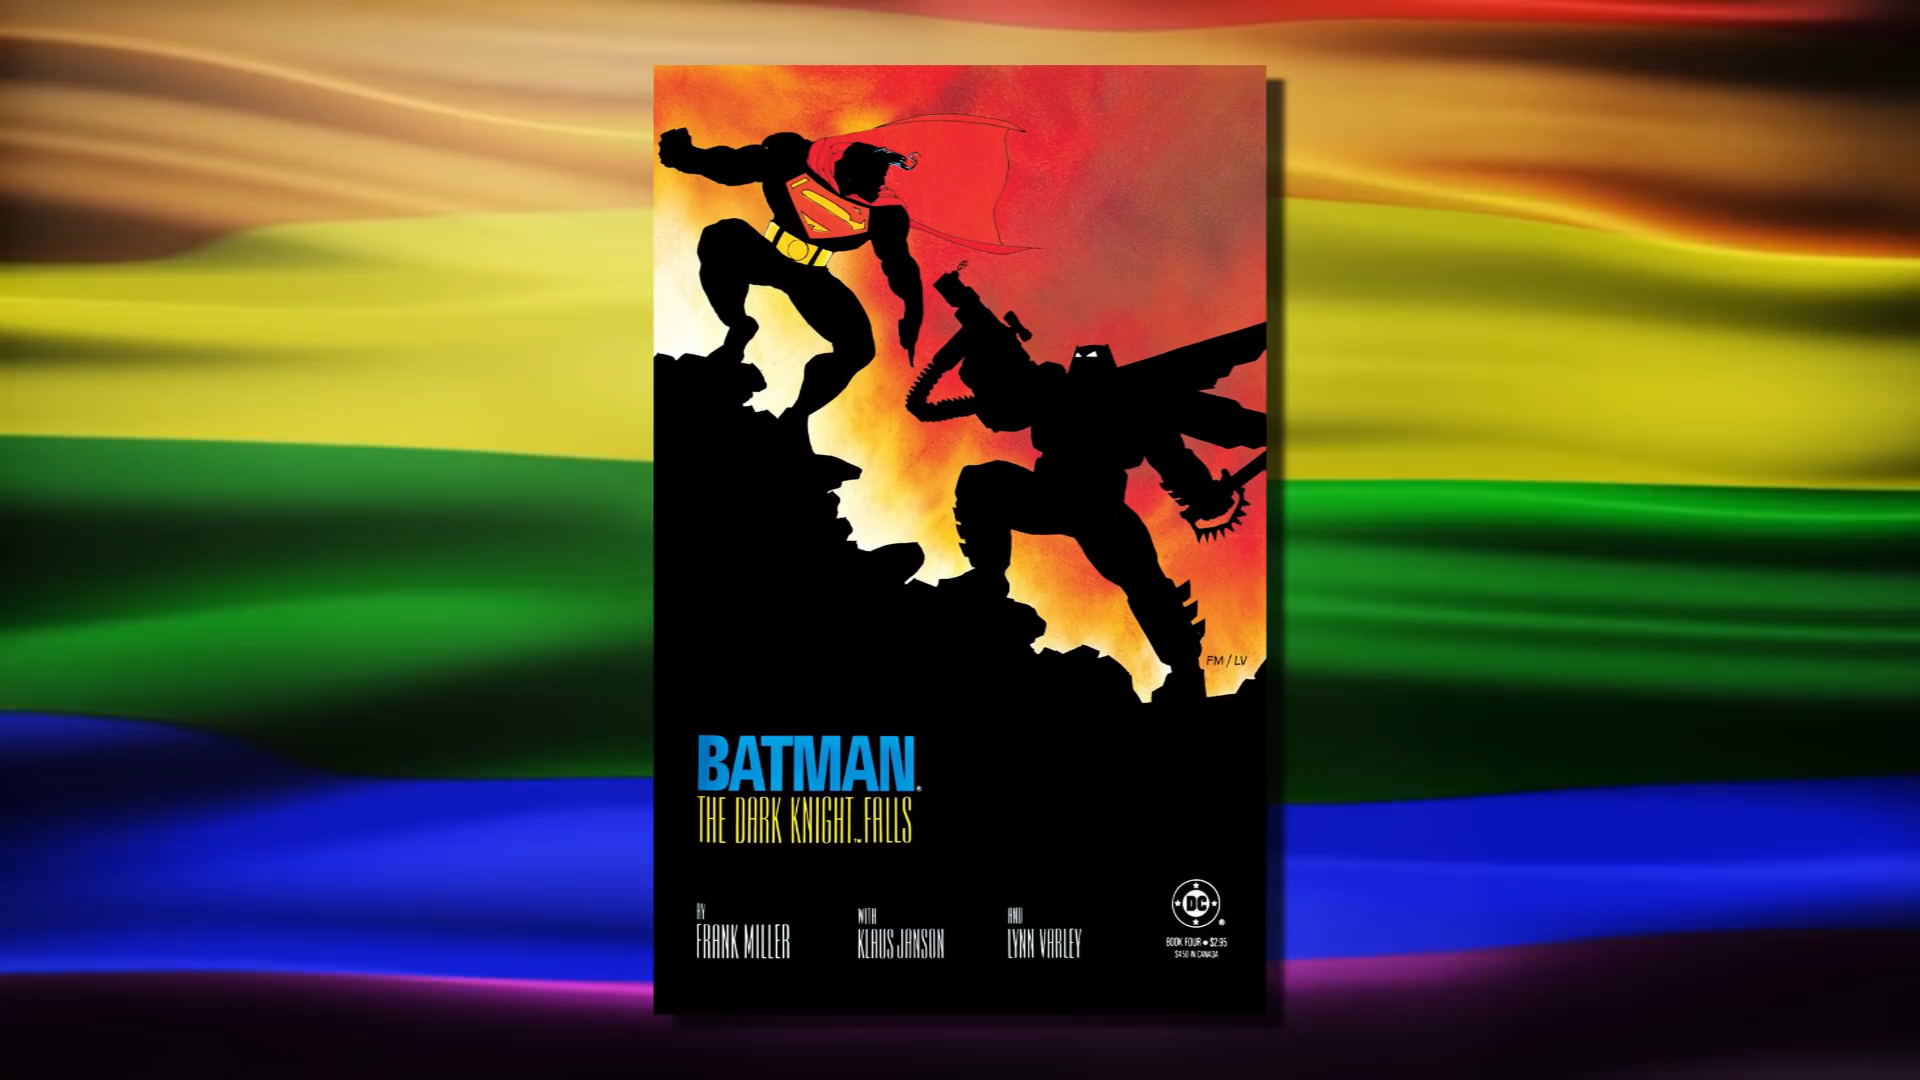 FM / LV
BATMAN®
THE DARK KNIGHT™ FALLS
BY
FRANK MILLER
WITH
KLAUS JANSON
AND
LYNN VARLEY
DC®
BOOK FOUR • $2.95
$4.50 IN CANADA